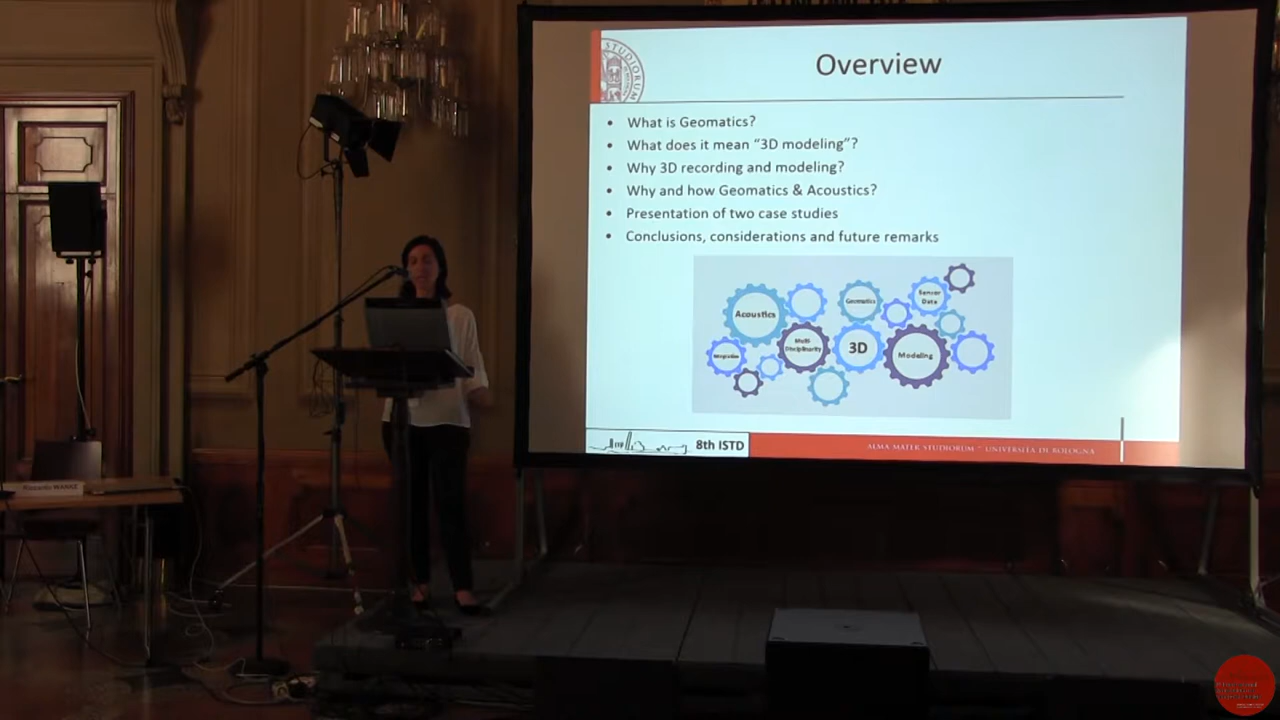 Overview
• What is Geomatics?
• What does it mean “3D modeling”?
• Why 3D recording and modeling?
• Why and how Geomatics & Acoustics?
• Presentation of two case studies
• Conclusions, considerations and future remarks
Acoustics
Geomatics
Sensor
Data
Integration
Multi
Disciplinarity
3D
Modeling
8th ISTD
ALMA MATER STUDIORUM ~ UNIVERSITÀ DI BOLOGNA
STUDIORUM